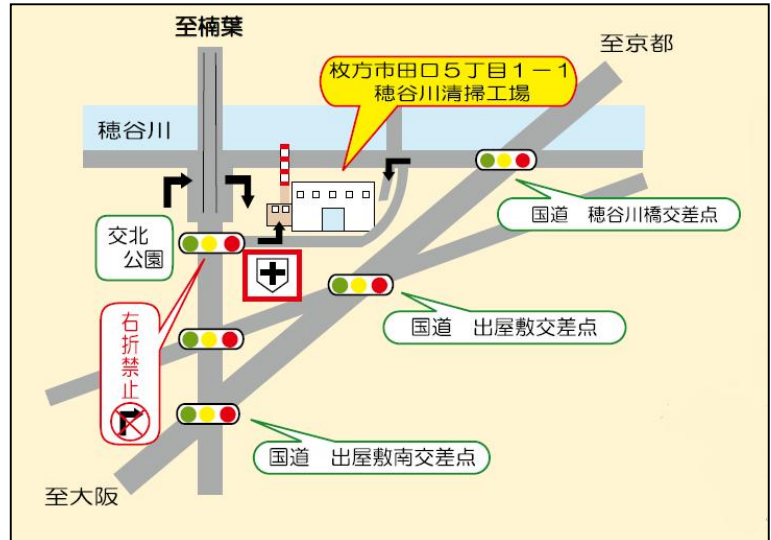 至楠葉
至京都
枚方市田口５丁目１－１
穂谷川清掃工場
穂谷川
国道　穂谷川橋交差点
交北
公園
国道　出屋敷交差点
右折禁止
国道　出屋敷南交差点
至大阪